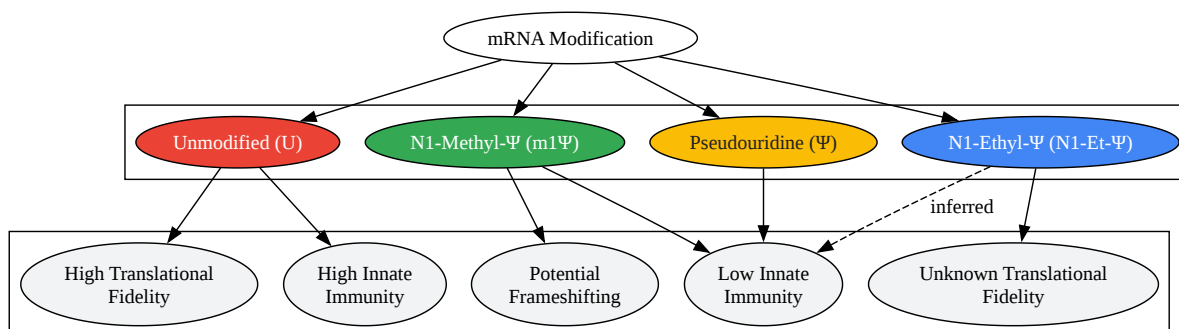 mRNA Modification
Unmodified (U)
N1-Methyl-Ψ (m1Ψ)
Pseudouridine (Ψ)
N1-Ethyl-Ψ (N1-Et-Ψ)
inferred
High Translational
Fidelity
High Innate
Immunity
Potential
Frameshifting
Low Innate
Immunity
Unknown Translational
Fidelity